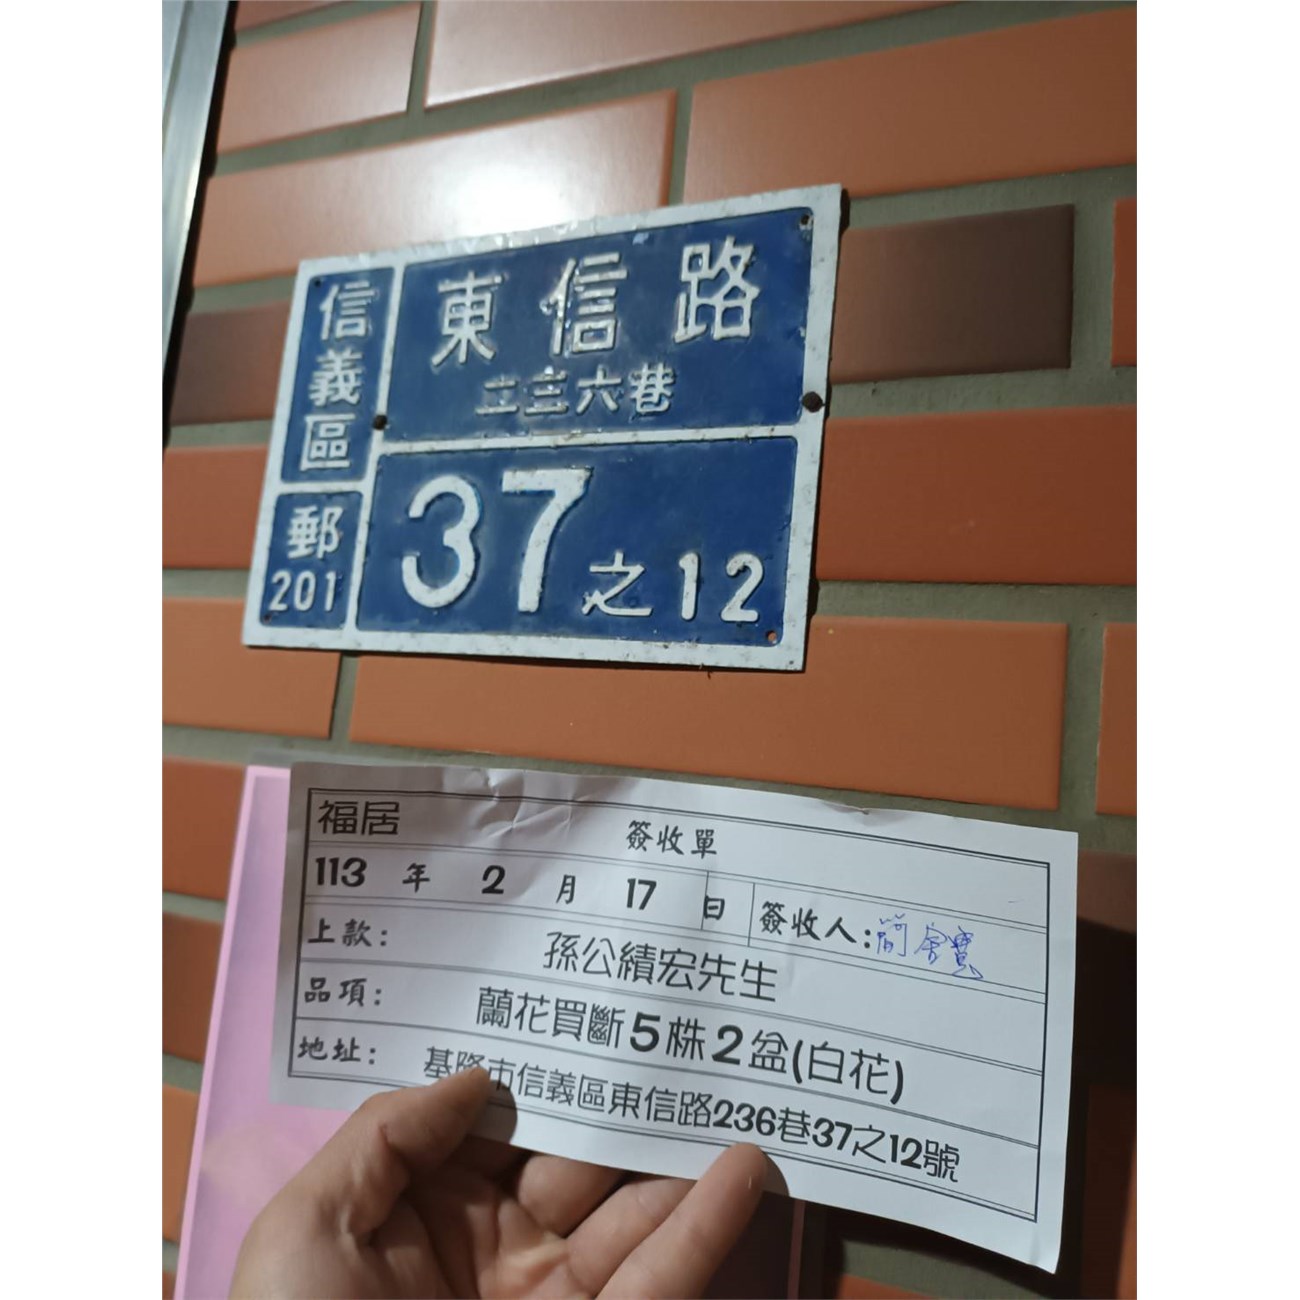 信義區
東信路
二三六巷
郵
201
37之12
福居
簽收單
113 年 2 月 17 日
簽收人:
上款: 孫公績宏先生
品項: 蘭花買斷5株2盆(白花)
地址: 基隆市信義區東信路236巷37之12號